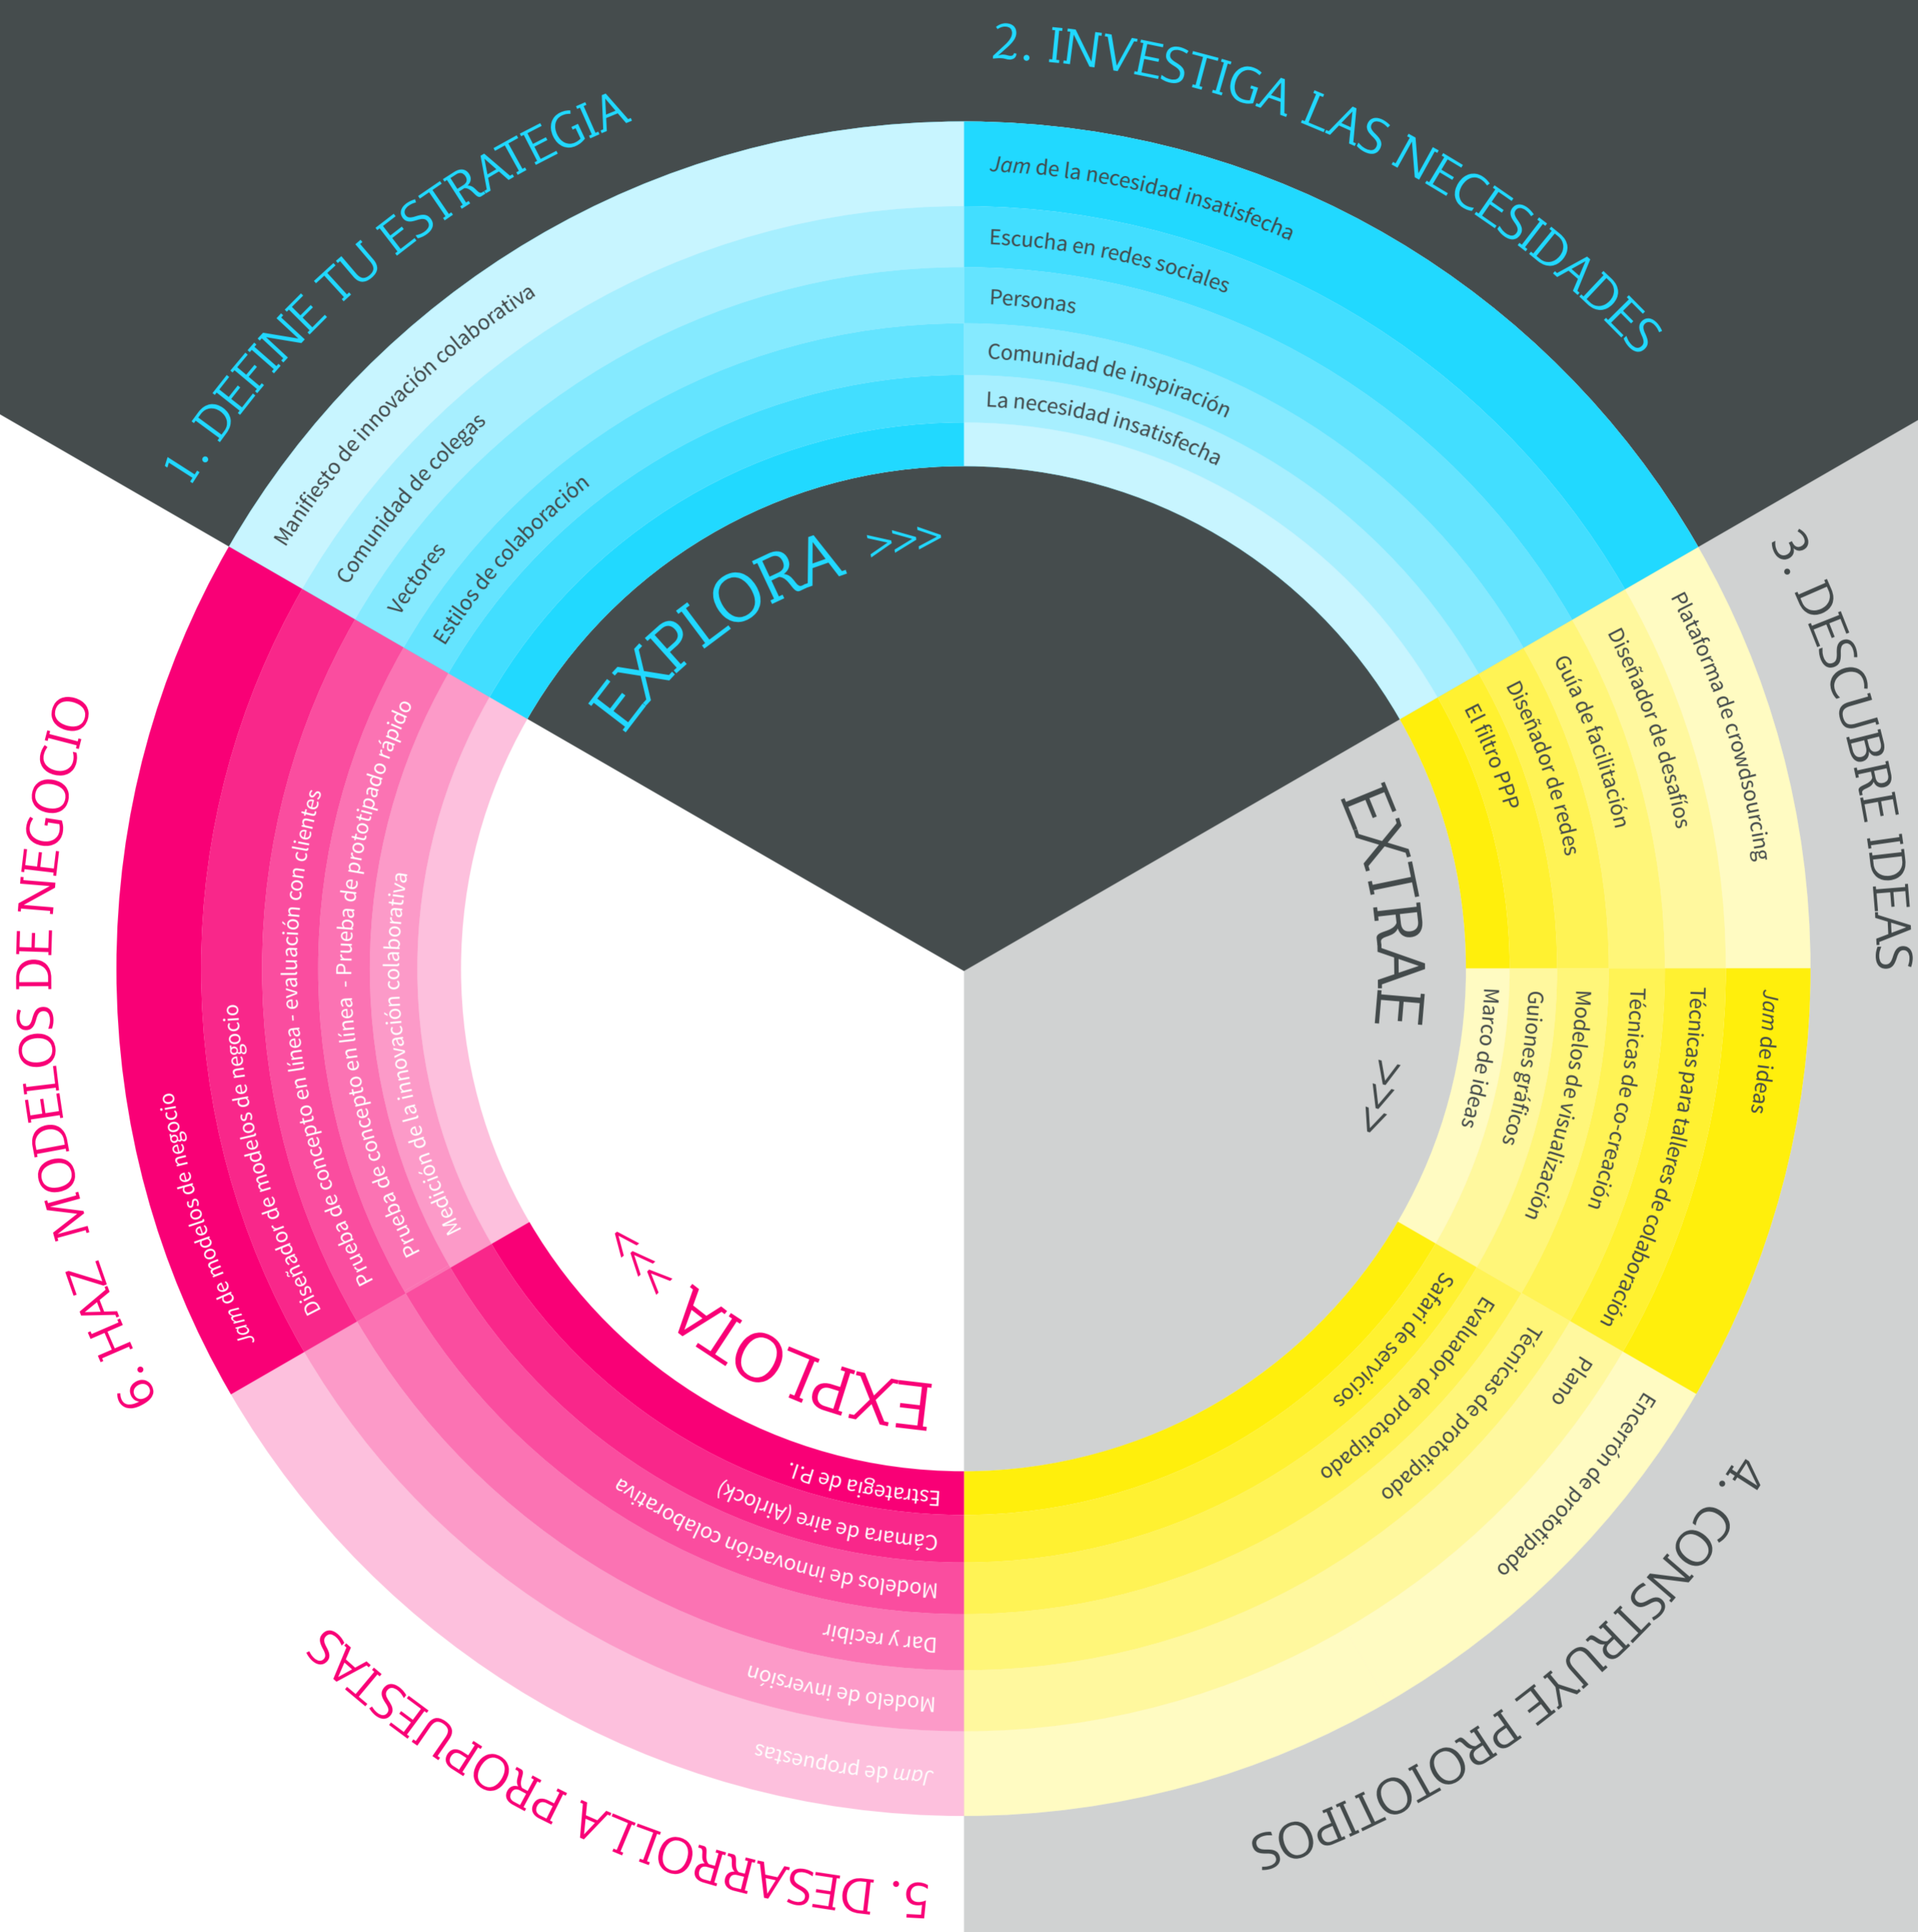 1. DEFINE TU ESTRATEGIA
Manifiesto de innovación colaborativa
Comunidad de colegas
Vectores
Estilos de colaboración
EXPLORA >>>
2. INVESTIGA LAS NECESIDADES
Jam de la necesidad insatisfecha
Escucha en redes sociales
Personas
Comunidad de inspiración
La necesidad insatisfecha
3. DESCUBRE IDEAS
Plataforma de crowdsourcing
Diseñador de desafíos
Guía de facilitación
Diseñador de redes
El filtro PPP
EXTRAE >>>
Jam de ideas
Técnicas para talleres de colaboración
Técnicas de co-creación
Modelos de visualización
Guiones gráficos
Marco de ideas
4. CONSTRUYE PROTOTIPOS
Encerrón de prototipado
Plano
Técnicas de prototipado
Evaluador de prototipado
Safari de servicios
5. DESARROLLA PROPUESTAS
Estrategia de P.I.
Cámara de aire (Airlock)
Modelos de innovación colaborativa
Dar y recibir
Modelo de inversión
Jam de propuestas
EXPLOTA >>>
6. HAZ MODELOS DE NEGOCIO
Jam de modelos de negocio
Diseñador de modelos de negocio
Prueba de concepto en línea - evaluación con clientes
Prueba de concepto en línea - Prueba de prototipado rápido
Medición de la innovación colaborativa